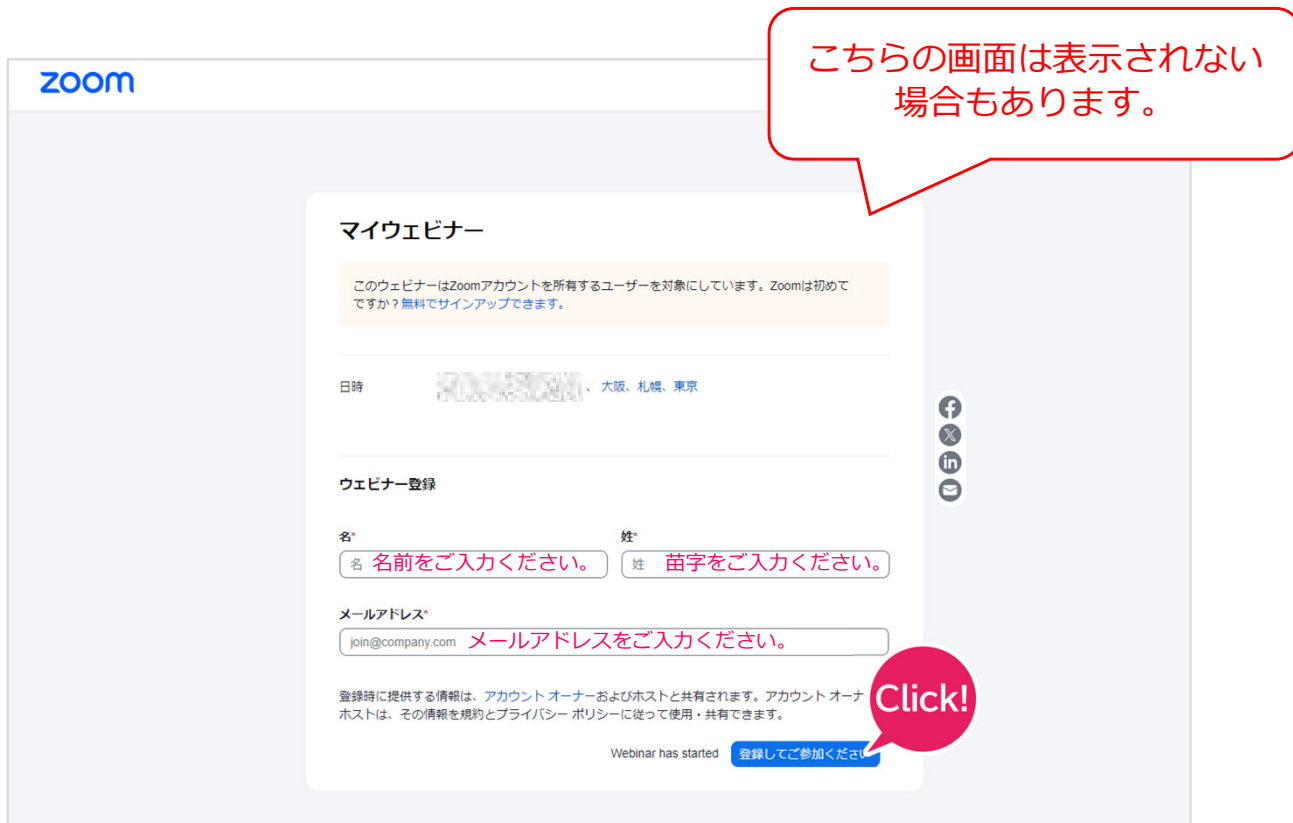 こちらの画面は表示されない
場合もあります。
zoom
マイウェビナー
このウェビナーはZoomアカウントを所有するユーザーを対象にしています。Zoomは初めて
ですか？無料でサインアップできます。
日時 、大阪、札幌、東京
ウェビナー登録
名* 姓*
名 名前をご入力ください。 姓 苗字をご入力ください。
メールアドレス*
join@company.com メールアドレスをご入力ください。
登録時に提供する情報は、アカウント オーナーおよびホストと共有されます。アカウント オーナ
ホストは、その情報を規約とプライバシー ポリシーに従って使用・共有できます。
Click!
Webinar has started 登録してご参加ください